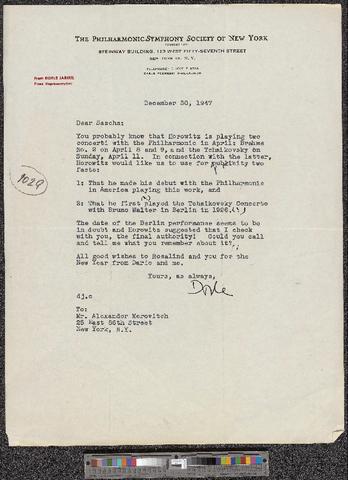 THE PHILHARMONIC-SYMPHONY SOCIETY OF NEW YORK
STEINWAY BUILDING, 113 WEST FIFTY-SEVENTH STREET
NEW YORK 19, N.Y.
From DORLE JARMEL
Press Representative
December 30, 1947
Dear Sascha:
You probably know that Horowitz is playing two
concerti with the Philharmonic in April: Brahms
No. 2 on April 8 and 9, and the Tchaikovsky on
Sunday, April 11. In connection with the latter,
Horowitz would like us to use for publicity two
facts:
1029
1: That he made his debut with the Philharmonic
in America playing this work, and
2: That he first played the Tchaikovsky Concerto
with Bruno Walter in Berlin in 1926.
The date of the Berlin performance seems to be
in doubt and Horowitz suggested that I check
with you, the final authority! Could you call
and tell me what you remember about it?
All good wishes to Rosalind and you for the
New Year from Dario and me.
Yours, as always,
Dorle
dj.c
To:
Mr. Alexander Merovitch
25 East 86th Street
New York, N.Y.